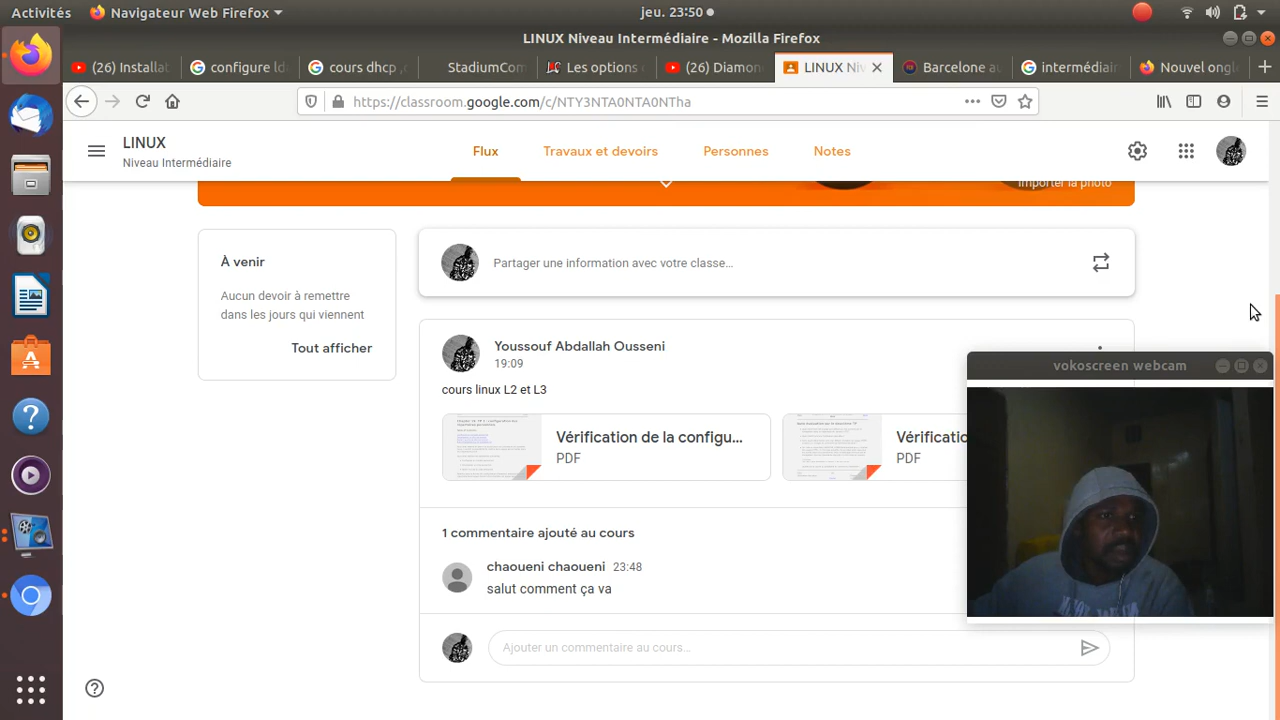 Activités
Navigateur Web Firefox
jeu. 23:50
LINUX Niveau Intermédiaire - Mozilla Firefox
(26) Installat
configure ld
cours dhcp ,
StadiumCom
Les options
(26) Diamon
LINUX Niv
Barcelone au
intermédiair
Nouvel ongl
https://classroom.google.com/c/NTY3NTA0NTA0NTha
LINUX
Niveau Intermédiaire
Flux
Travaux et devoirs
Personnes
Notes
Importer la photo
À venir
Aucun devoir à remettre
dans les jours qui viennent
Tout afficher
Partager une information avec votre classe...
Youssouf Abdallah Ousseni
19:09
cours linux L2 et L3
Vérification de la configu...
PDF
Vérificatio
PDF
1 commentaire ajouté au cours
chaoueni chaoueni 23:48
salut comment ça va
Ajouter un commentaire au cours...
vokoscreen webcam